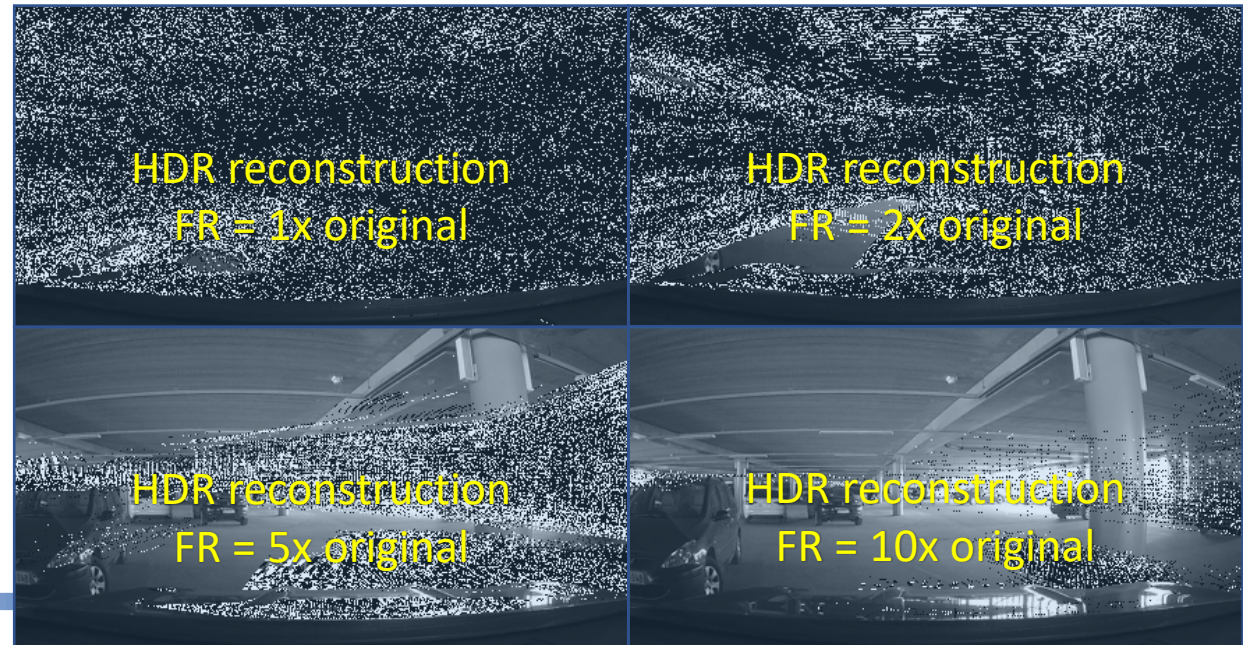 HDR reconstruction
FR = 1x original
HDR reconstruction
FR = 2x original
HDR reconstruction
FR = 5x original
HDR reconstruction
FR = 10x original